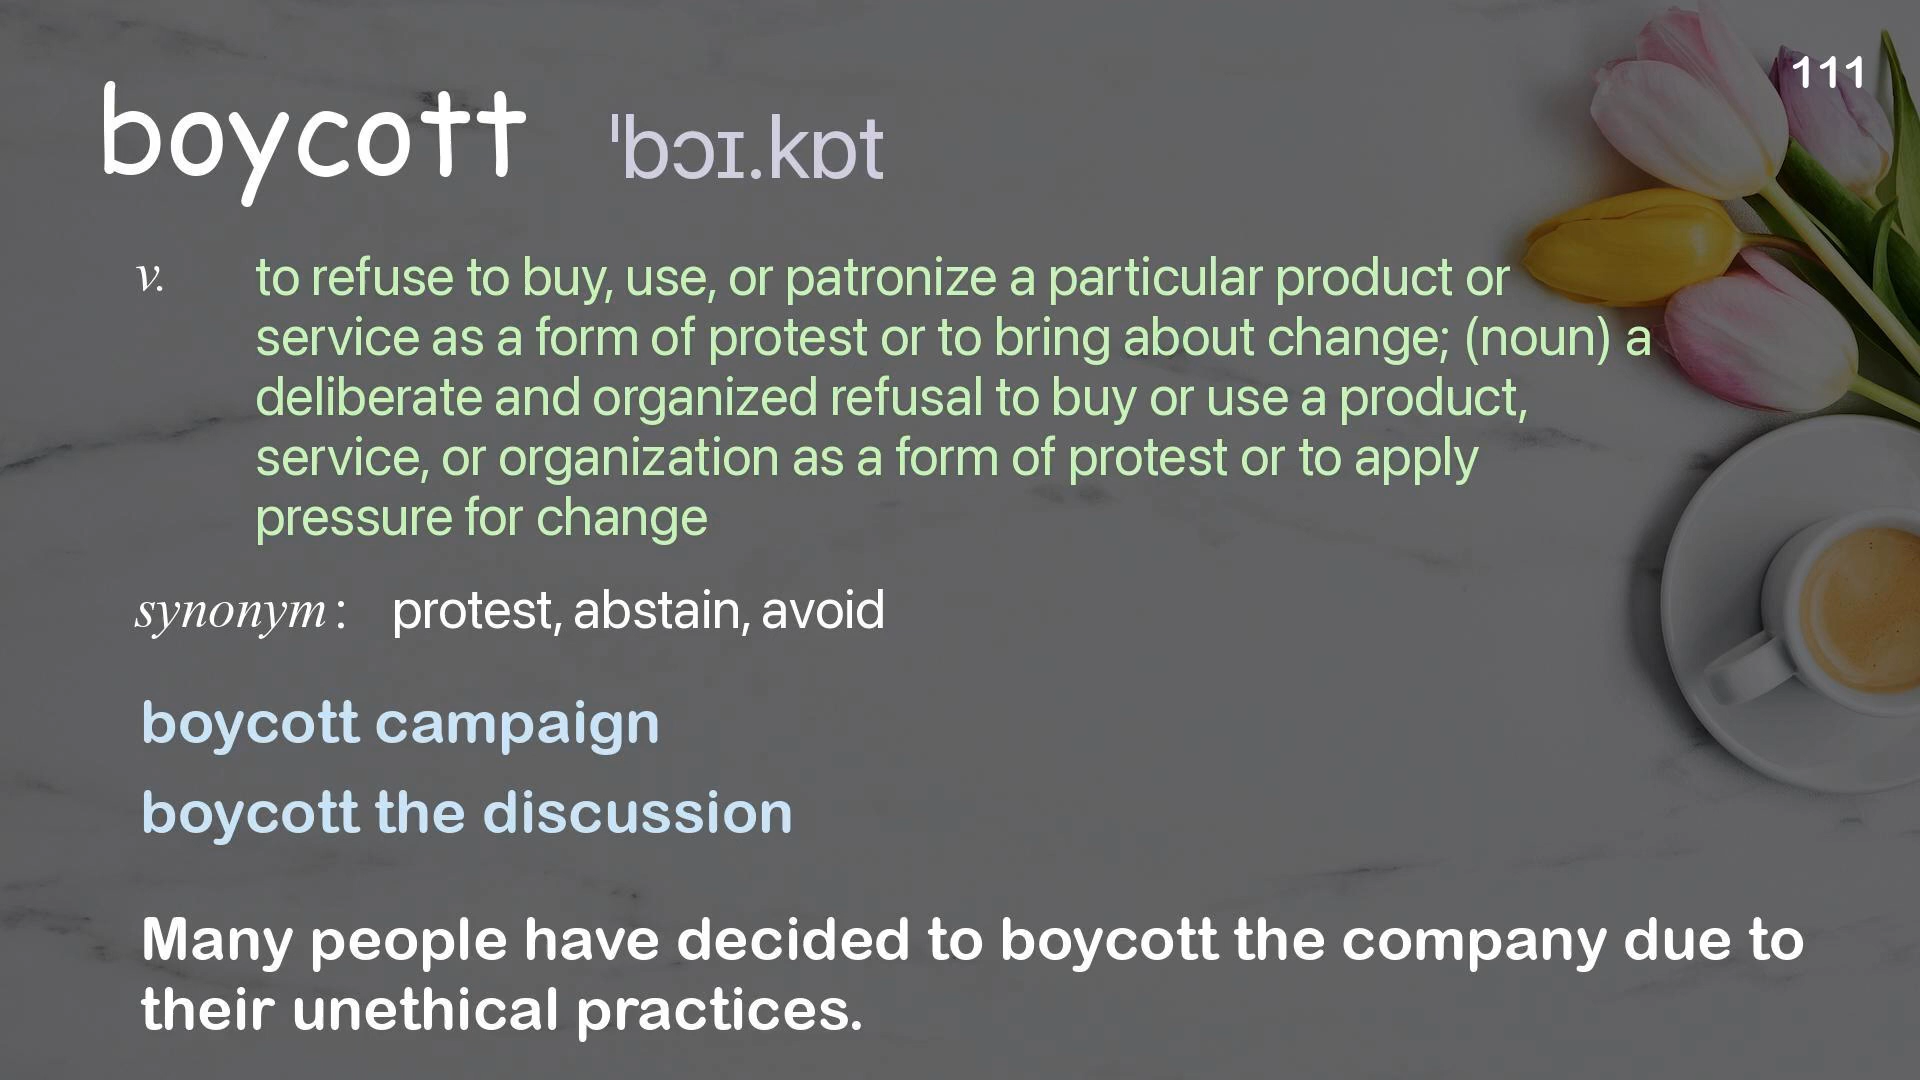 111
boycott ˈbɔɪ.kɒt
v. to refuse to buy, use, or patronize a particular product or
service as a form of protest or to bring about change; (noun) a
deliberate and organized refusal to buy or use a product,
service, or organization as a form of protest or to apply
pressure for change
synonym : protest, abstain, avoid
boycott campaign
boycott the discussion
Many people have decided to boycott the company due to
their unethical practices.